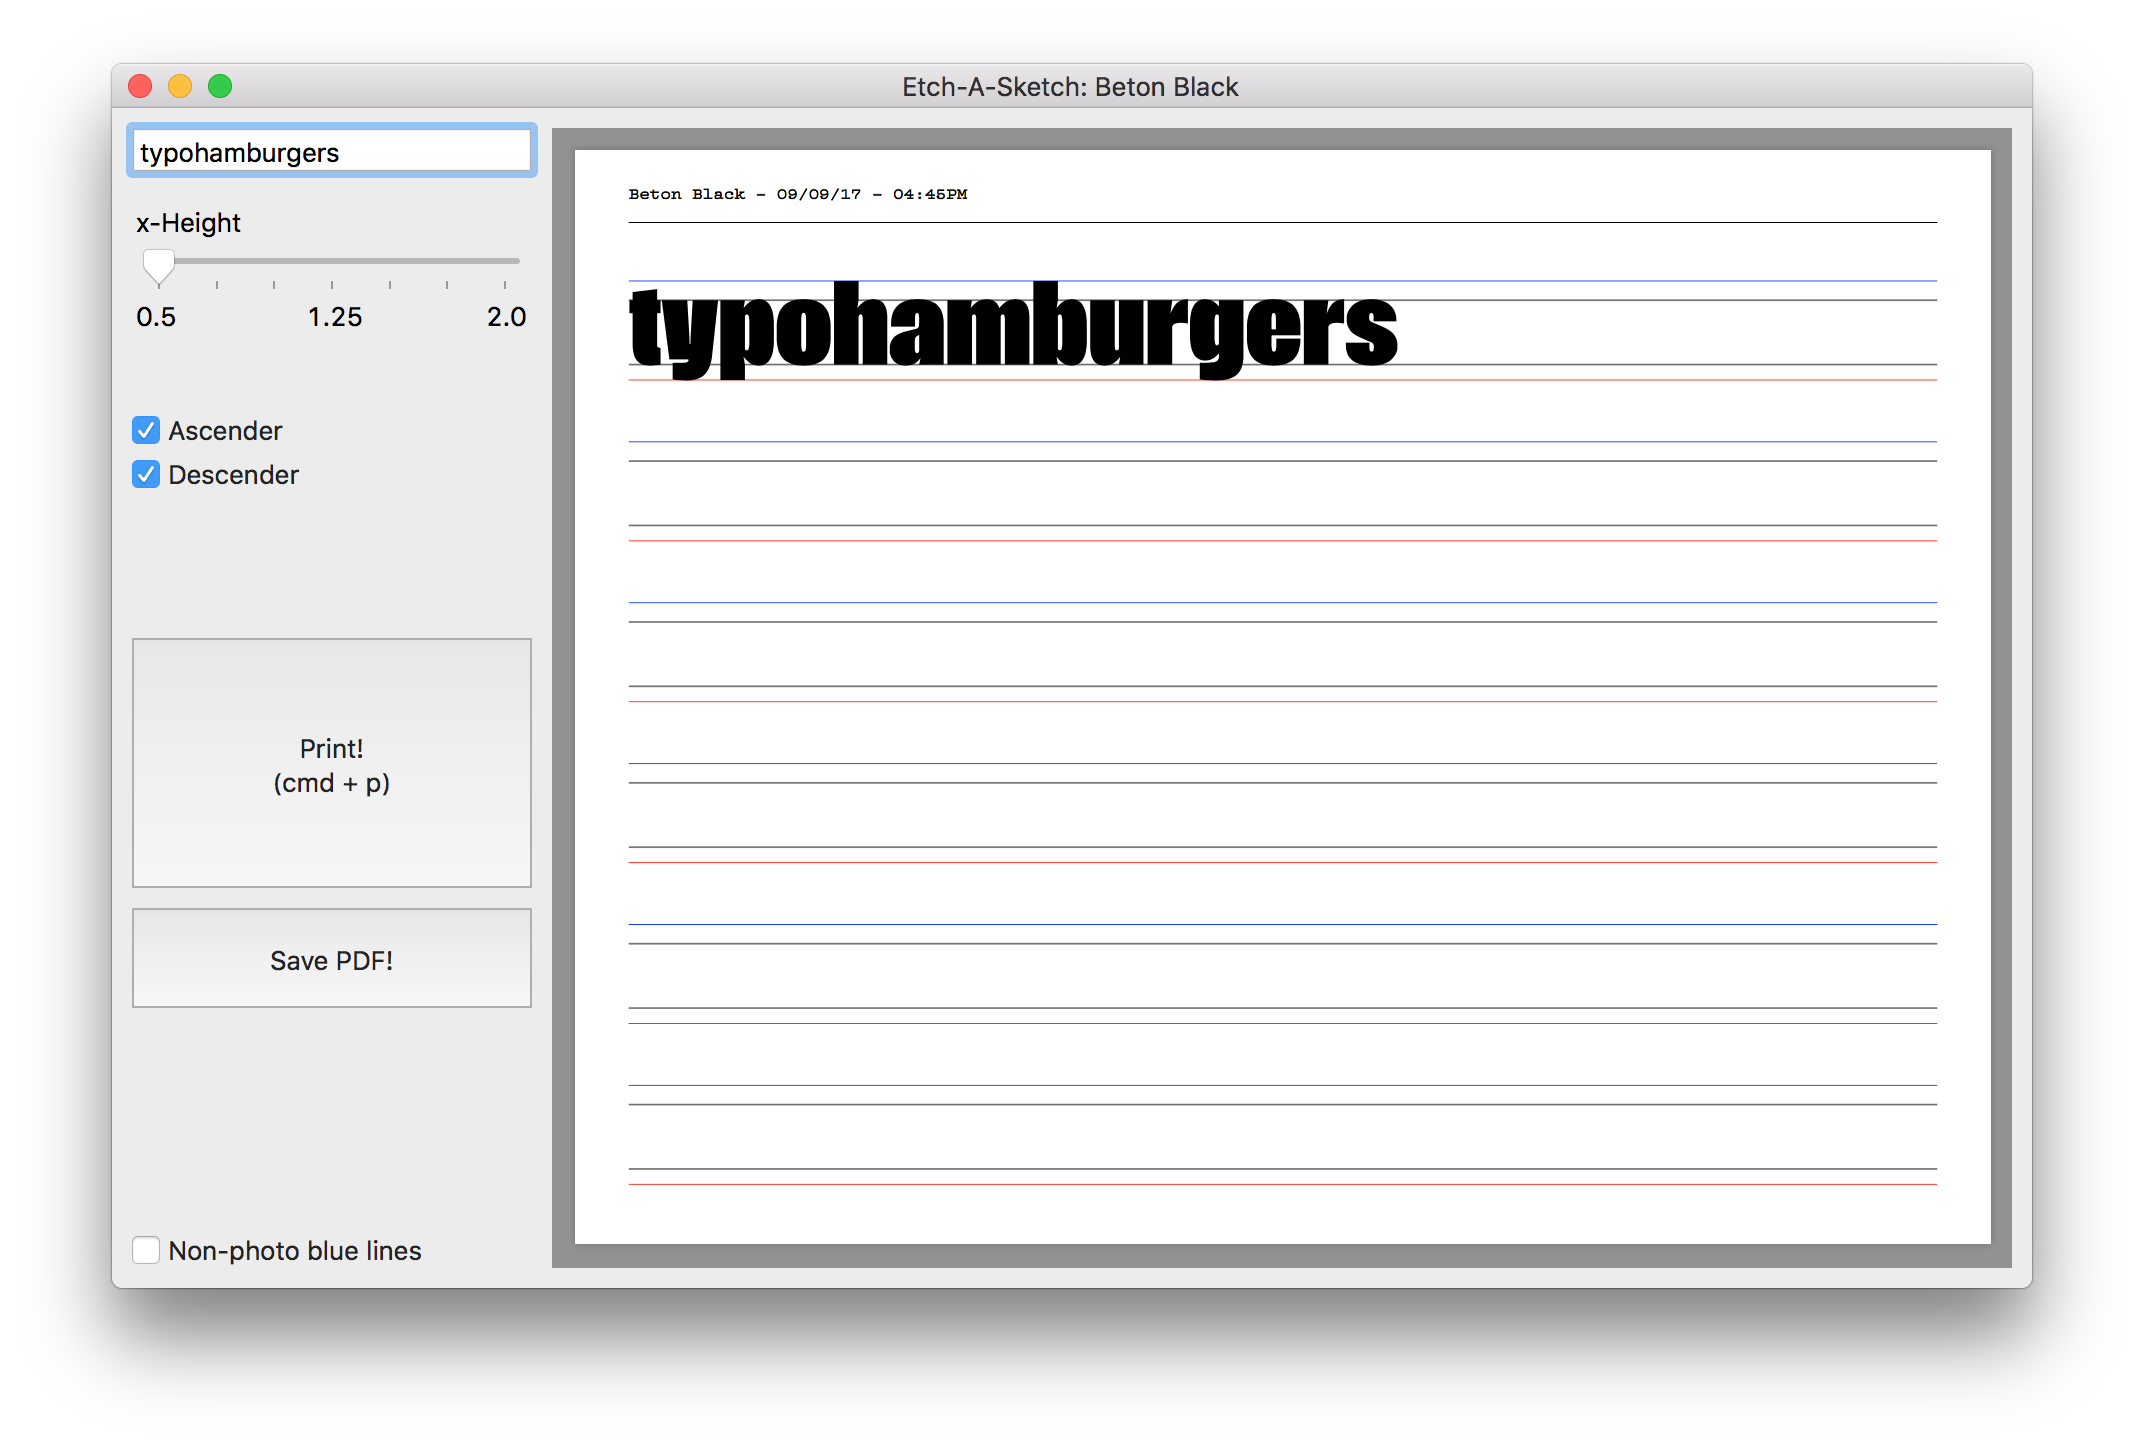 Etch-A-Sketch: Beton Black
typohamburgers
x-Height
0.5 1.25 2.0
Ascender
Descender
Print!
(cmd + p)
Save PDF!
Non-photo blue lines
Beton Black - 09/09/17 - 04:45PM
typohamburgers